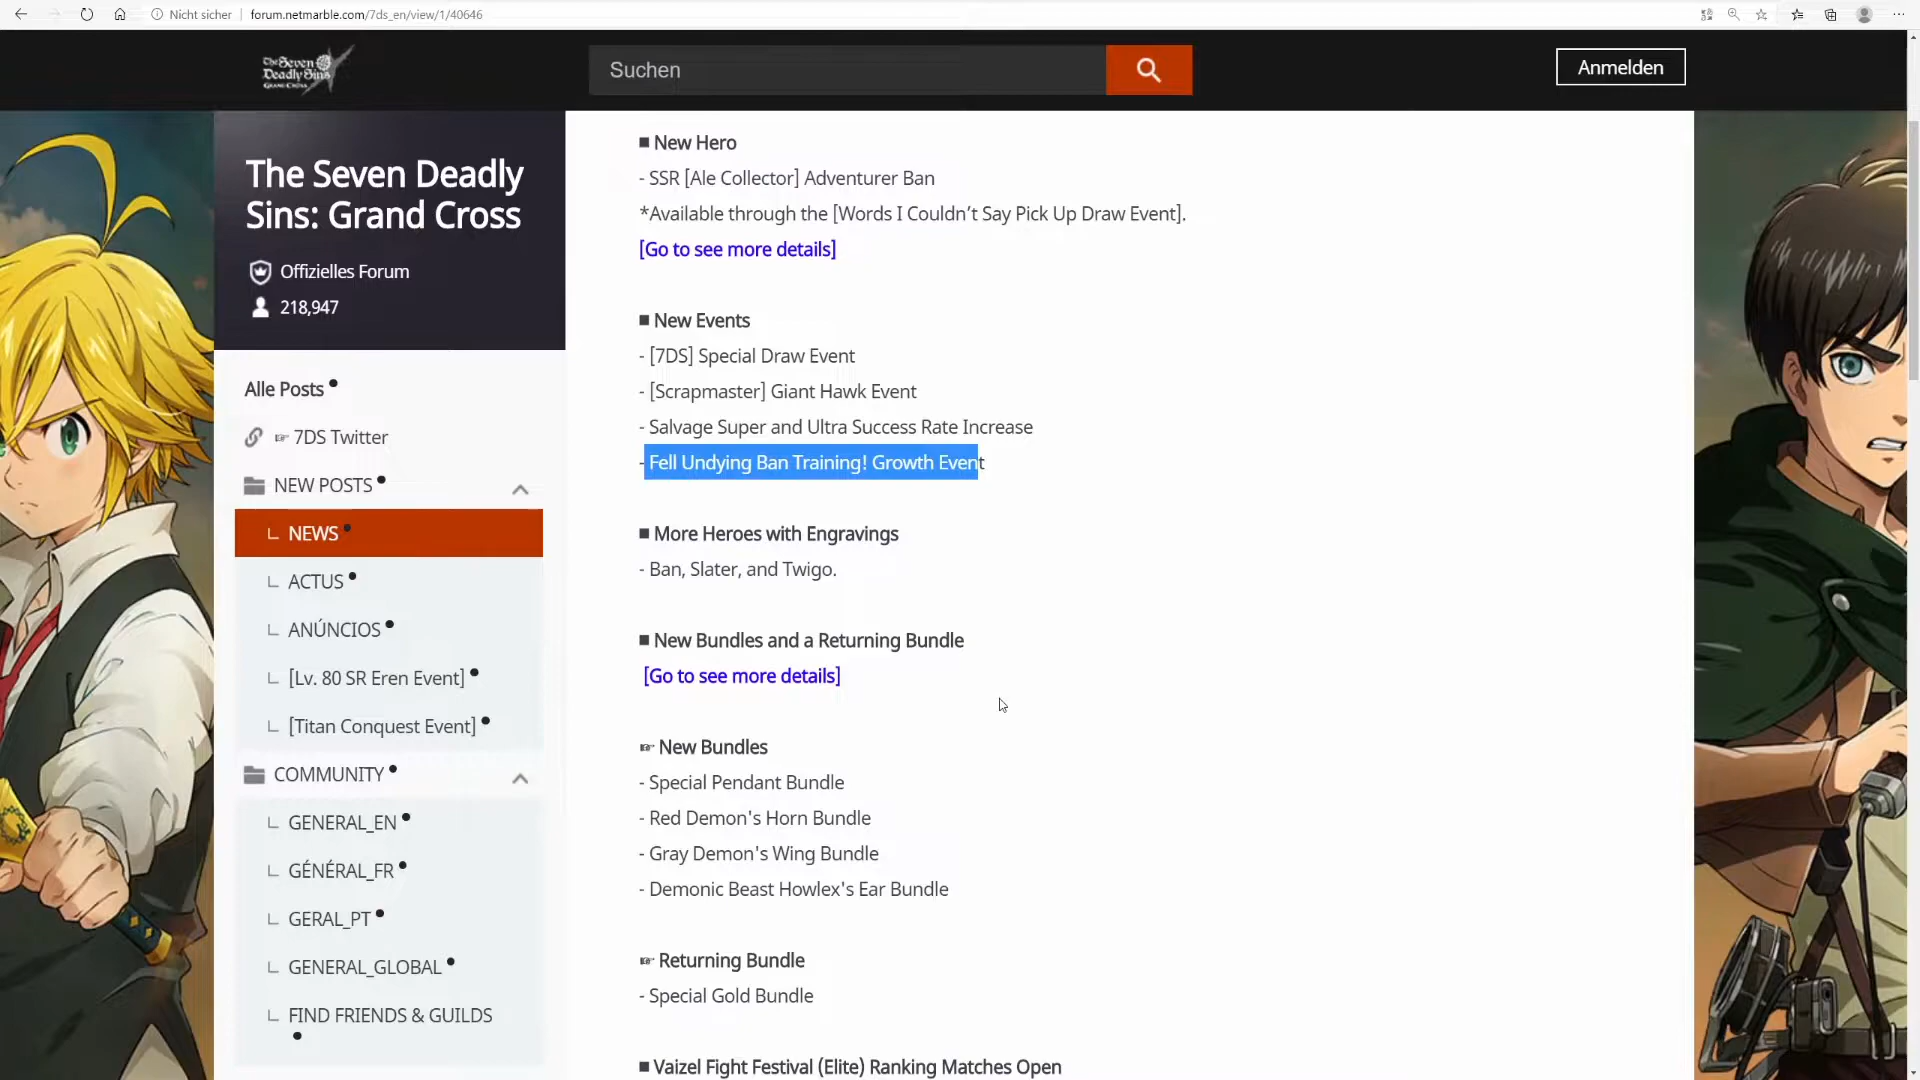 Nicht sicher
forum.netmarble.com/7ds_en/view/1/40646
The Seven
Deadly Sins
GRAND CROSS
Suchen
Anmelden
The Seven Deadly
Sins: Grand Cross
Offizielles Forum
218,947
Alle Posts
☞ 7DS Twitter
NEW POSTS
NEWS
ACTUS
ANÚNCIOS
[Lv. 80 SR Eren Event]
[Titan Conquest Event]
COMMUNITY
GENERAL_EN
GÉNÉRAL_FR
GERAL_PT
GENERAL_GLOBAL
FIND FRIENDS & GUILDS
■ New Hero
- SSR [Ale Collector] Adventurer Ban
*Available through the [Words I Couldn’t Say Pick Up Draw Event].
[Go to see more details]
■ New Events
- [7DS] Special Draw Event
- [Scrapmaster] Giant Hawk Event
- Salvage Super and Ultra Success Rate Increase
- Fell Undying Ban Training! Growth Event
■ More Heroes with Engravings
- Ban, Slater, and Twigo.
■ New Bundles and a Returning Bundle
[Go to see more details]
☞ New Bundles
- Special Pendant Bundle
- Red Demon's Horn Bundle
- Gray Demon's Wing Bundle
- Demonic Beast Howlex's Ear Bundle
☞ Returning Bundle
- Special Gold Bundle
■ Vaizel Fight Festival (Elite) Ranking Matches Open